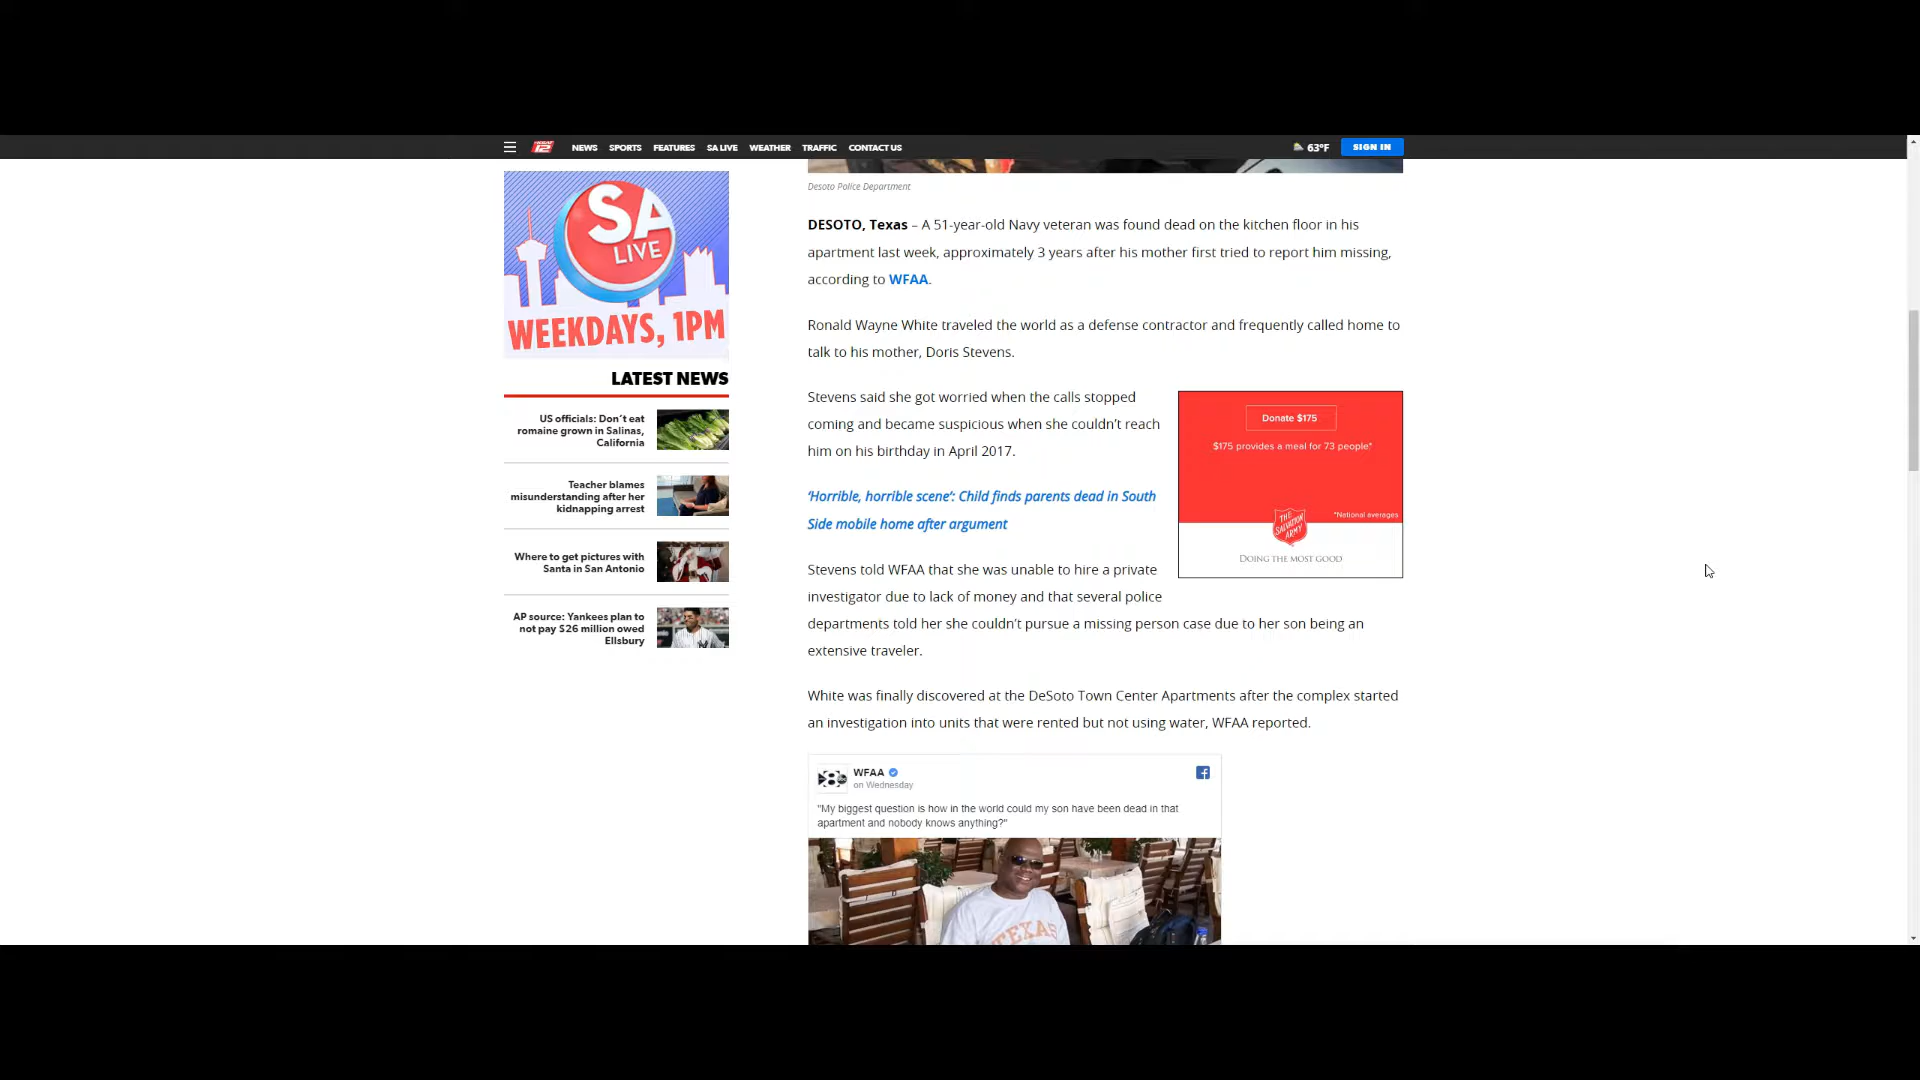 12
NEWS SPORTS FEATURES SA LIVE WEATHER TRAFFIC CONTACT US
63°F
SIGN IN
SA
LIVE
WEEKDAYS, 1PM
LATEST NEWS
US officials: Don't eat
romaine grown in Salinas,
California
Teacher blames
misunderstanding after her
kidnapping arrest
Where to get pictures with
Santa in San Antonio
AP source: Yankees plan to
not pay $26 million owed
Ellsbury
Desoto Police Department
DESOTO, Texas – A 51-year-old Navy veteran was found dead on the kitchen floor in his
apartment last week, approximately 3 years after his mother first tried to report him missing,
according to WFAA.
Ronald Wayne White traveled the world as a defense contractor and frequently called home to
talk to his mother, Doris Stevens.
Stevens said she got worried when the calls stopped
coming and became suspicious when she couldn't reach
him on his birthday in April 2017.
'Horrible, horrible scene': Child finds parents dead in South
Side mobile home after argument
Donate $175
$175 provides a meal for 73 people*
*National averages
THE
SALVATION
ARMY
DOING THE MOST GOOD
Stevens told WFAA that she was unable to hire a private
investigator due to lack of money and that several police
departments told her she couldn't pursue a missing person case due to her son being an
extensive traveler.
White was finally discovered at the DeSoto Town Center Apartments after the complex started
an investigation into units that were rented but not using water, WFAA reported.
WFAA
on Wednesday
"My biggest question is how in the world could my son have been dead in that
apartment and nobody knows anything?"
TEXAS